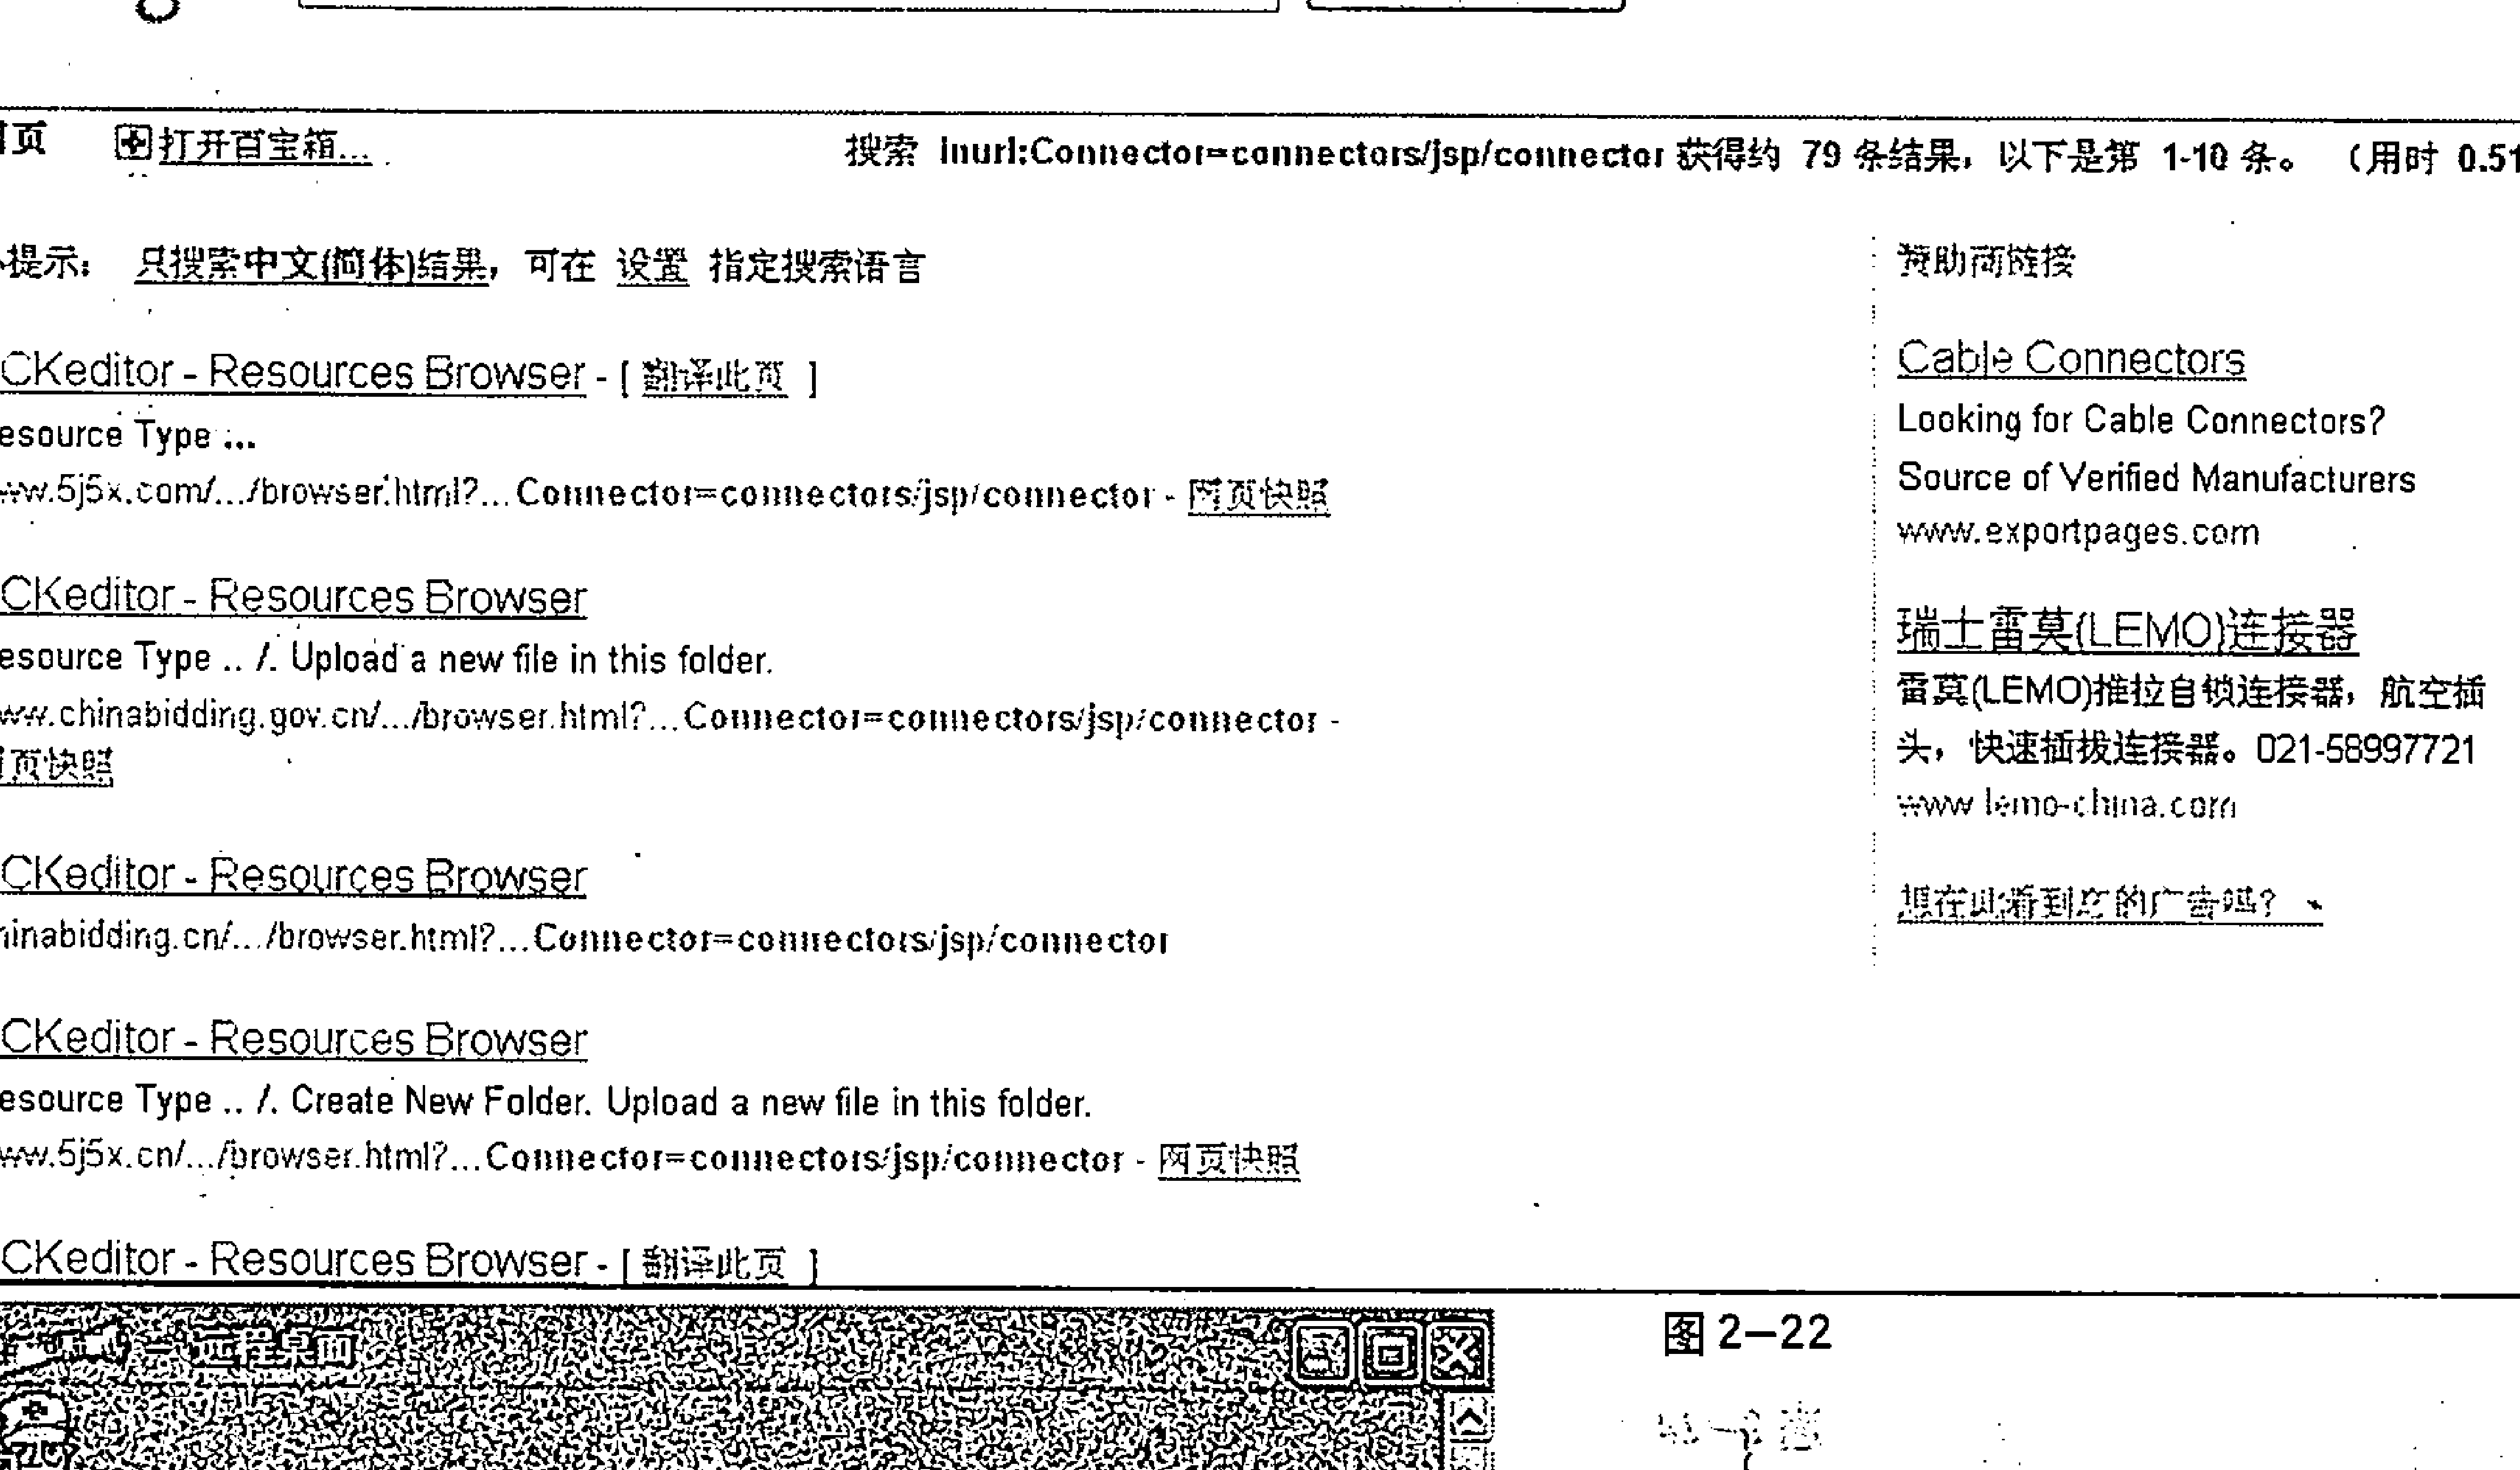 页 打开百宝箱... 搜索 inurl:Connector=connectors/jsp/connector 获得约 79 条结果，以下是第 1-10 条。 （用时 0.51
提示： 只搜索中文(简体)结果，可在 设置 指定搜索语言
CKeditor - Resources Browser - [ 翻译此页 ]
esource Type ...
ww.5j5x.com/.../browser.html?...Connector=connectors/jsp/connector - 网页快照
CKeditor - Resources Browser
esource Type .. /. Upload a new file in this folder.
ww.chinabidding.gov.cn/.../browser.html?...Connector=connectors/jsp/connector -
页快照
CKeditor - Resources Browser
hinabidding.cn/.../browser.html?...Connector=connectors/jsp/connector
CKeditor - Resources Browser
esource Type .. /. Create New Folder. Upload a new file in this folder.
ww.5j5x.cn/.../browser.html?...Connector=connectors/jsp/connector - 网页快照
CKeditor - Resources Browser - [ 翻译此页 ]
赞助商链接
Cable Connectors
Looking for Cable Connectors?
Source of Verified Manufacturers
www.exportpages.com
瑞士雷莫(LEMO)连接器
雷莫(LEMO)推拉自锁连接器，航空插
头，快速插拔连接器。021-58997721
www.lemo-china.com
想在此看到您的广告吗？
远程桌面
图 2-22